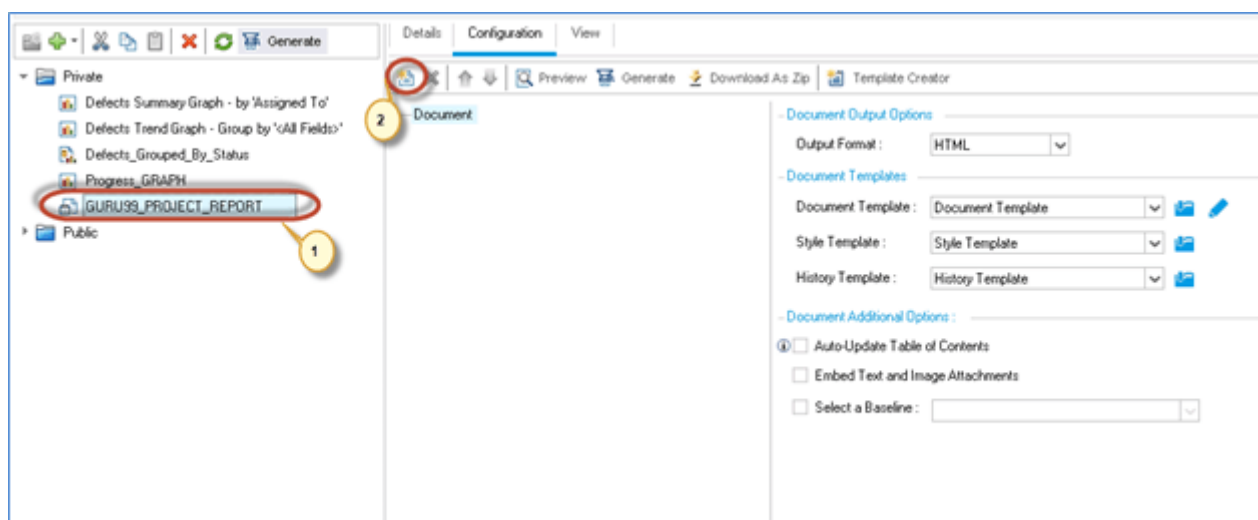 Generate
Private
Defects Summary Graph - by 'Assigned To'
Defects Trend Graph - Group by '<All Fields>'
Defects_Grouped_By_Status
Progress_GRAPH
GURU99_PROJECT_REPORT
Public
1
Details Configuration View
Preview Generate Download As Zip Template Creator
2
Document
Document Output Options
Output Format : HTML
Document Templates
Document Template : Document Template
Style Template : Style Template
History Template : History Template
Document Additional Options :
Auto-Update Table of Contents
Embed Text and Image Attachments
Select a Baseline :